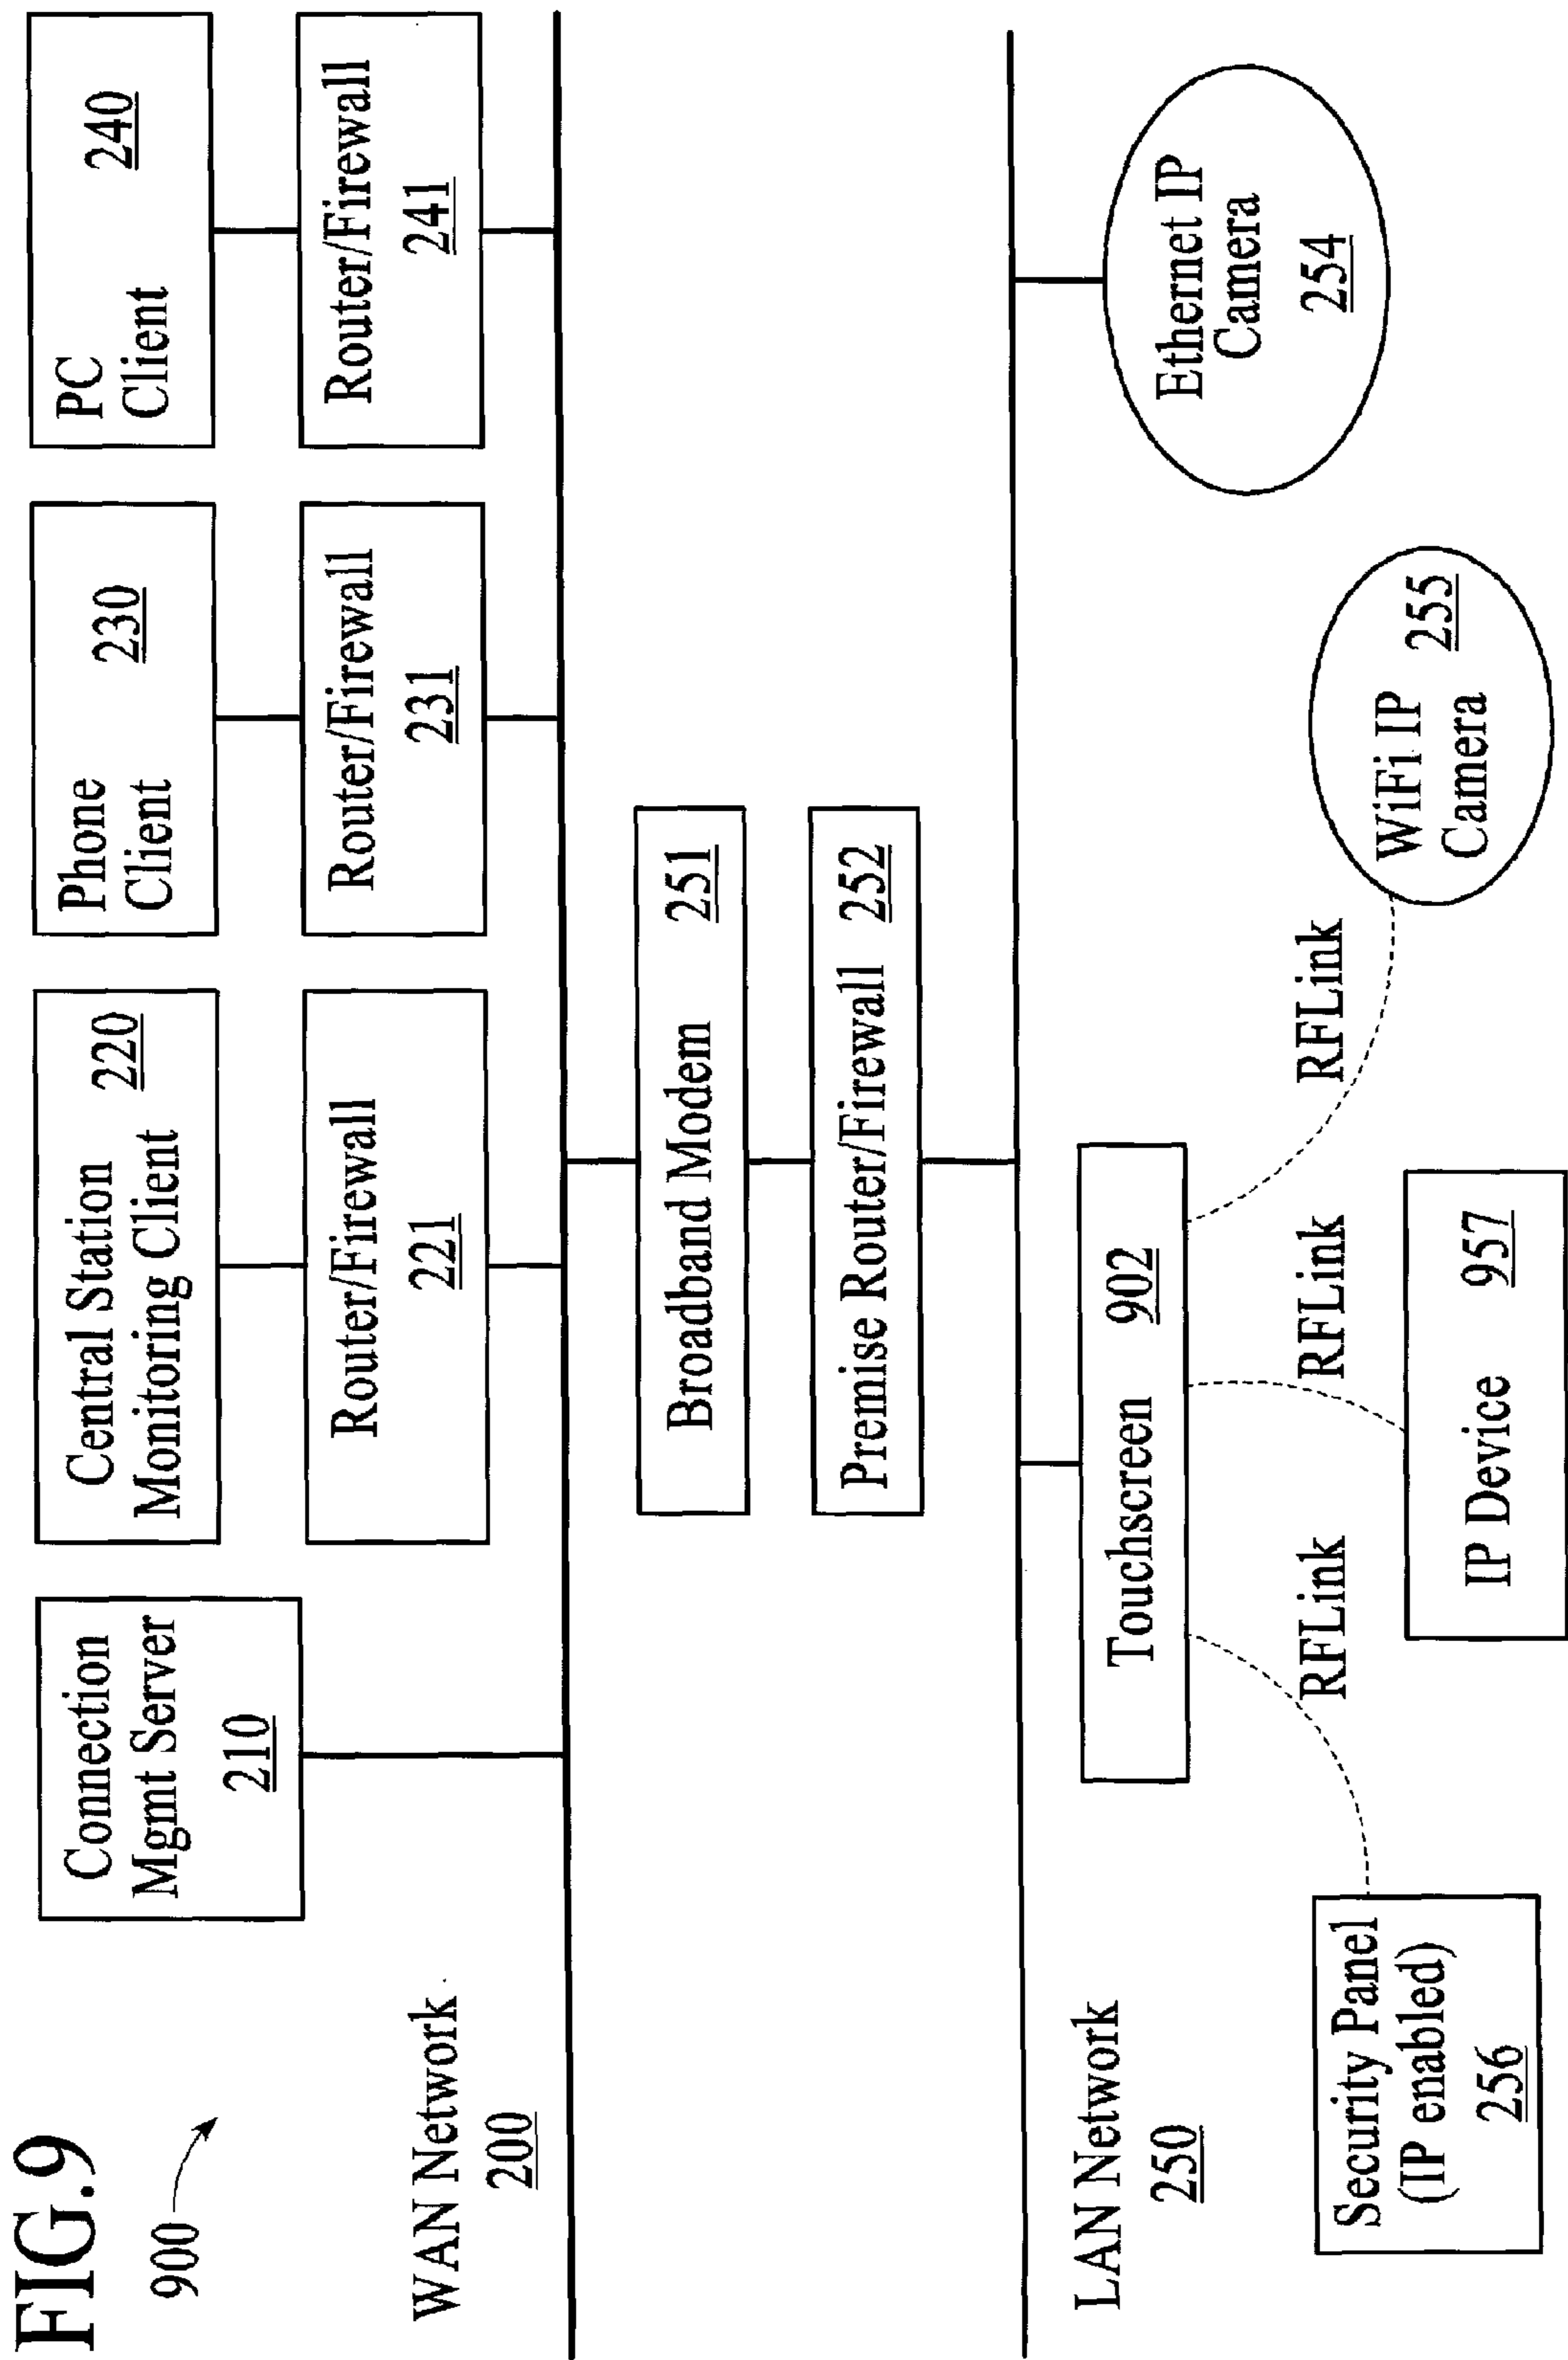 FIG.9
900
Connection
Mgmt Server
210
Central Station
Monitoring Client
220
Phone
Client
230
PC
Client
240
Router/Firewall
221
Router/Firewall
231
Router/Firewall
241
WAN Network
200
Broadband Modem 251
Premise Router/Firewall 252
LAN Network
250
Touchscreen 902
RFLink
RFLink
RFLink
Security Panel
(IP enabled)
256
IP Device 957
WiFi IP
Camera
255
Ethernet IP
Camera
254